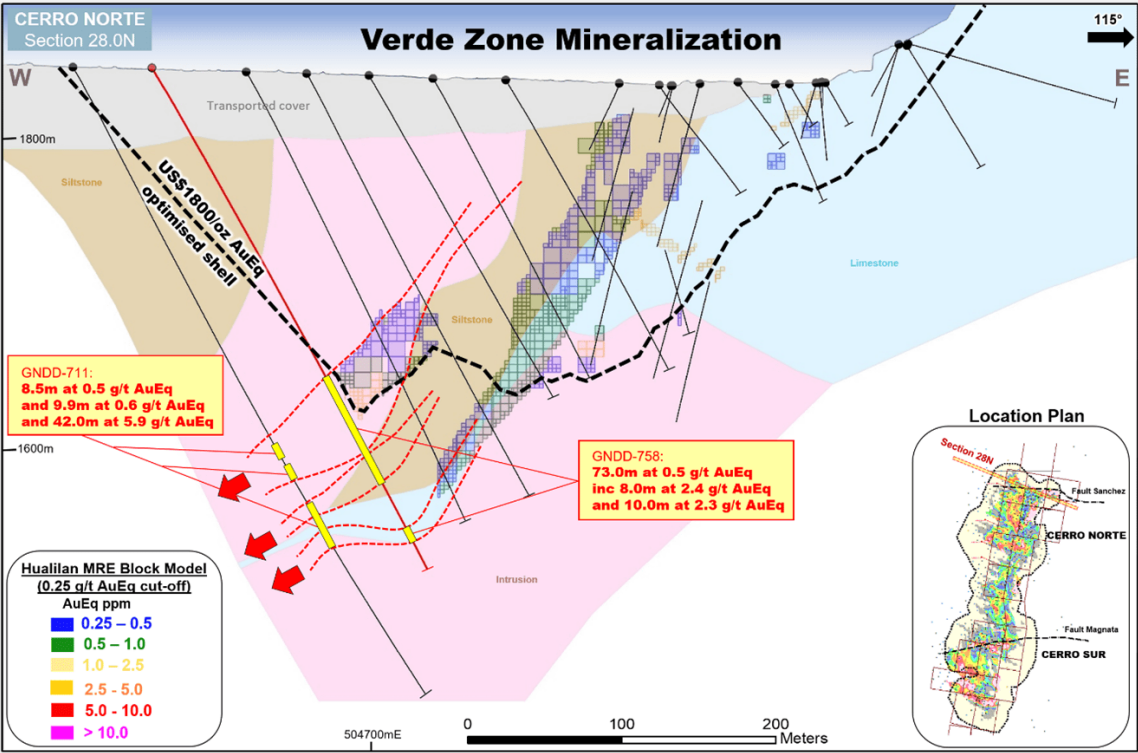 CERRO NORTE
Section 28.0N
Verde Zone Mineralization
115°
W
E
Transported cover
1800m
Siltstone
US$1800/oz AuEq
optimised shell
Limestone
Siltstone
GNDD-711:
8.5m at 0.5 g/t AuEq
and 9.9m at 0.6 g/t AuEq
and 42.0m at 5.9 g/t AuEq
1600m
GNDD-758:
73.0m at 0.5 g/t AuEq
inc 8.0m at 2.4 g/t AuEq
and 10.0m at 2.3 g/t AuEq
Intrusion
Hualilan MRE Block Model
(0.25 g/t AuEq cut-off)
AuEq ppm
0.25 – 0.5
0.5 – 1.0
1.0 – 2.5
2.5 - 5.0
5.0 - 10.0
> 10.0
504700mE
0
100
200
Meters
Location Plan
Section 28N
Fault Sanchez
CERRO NORTE
Fault Magnata
CERRO SUR